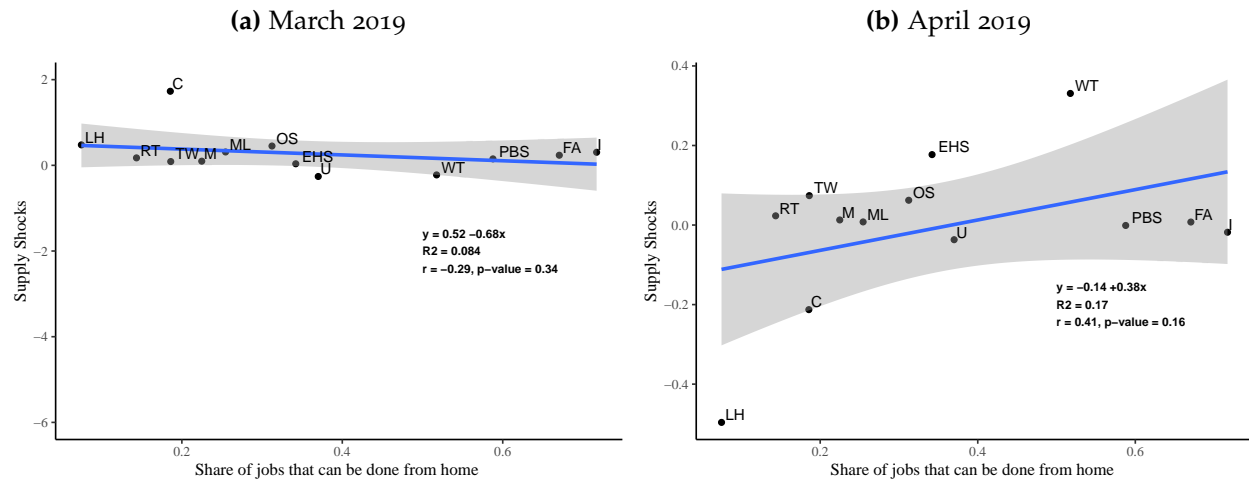 (a) March 2019
2
0
−2
−4
−6
0.2
0.4
0.6
Supply Shocks
Share of jobs that can be done from home
C
LH
RT
TW
M
ML
OS
EHS
U
WT
PBS
FA
I
y = 0.52 −0.68x
R2 = 0.084
r = −0.29, p−value = 0.34
(b) April 2019
0.4
0.2
0.0
−0.2
−0.4
0.2
0.4
0.6
Supply Shocks
Share of jobs that can be done from home
WT
EHS
TW
OS
RT
M
ML
U
PBS
FA
I
C
LH
y = −0.14 +0.38x
R2 = 0.17
r = 0.41, p−value = 0.16